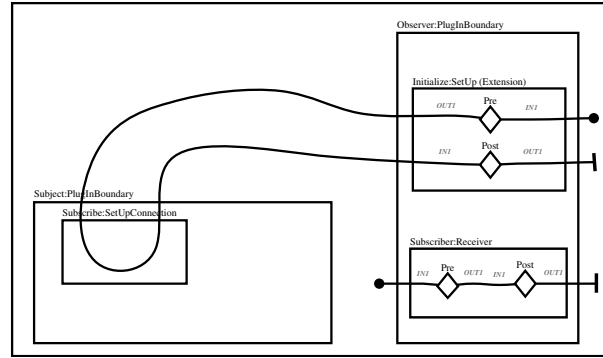 Observer:PlugInBoundary
Initialize:SetUp (Extension)
OUT1 Pre IN1
IN1 Post OUT1
Subject:PlugInBoundary
Subscribe:SetUpConnection
Subscriber:Receiver
IN1 Pre OUT1 IN1 Post OUT1